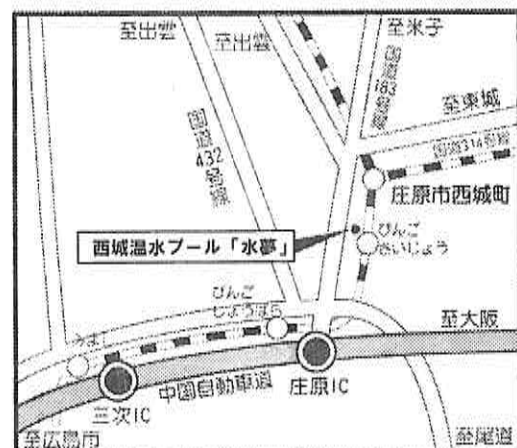 至出雲
至出雲
至米子
国道183号線
至東城
国道432号線
国道314号線
庄原市西城町
西城温水プール「水夢」
びんご
さいじょう
びんご
しょうばら
至大阪
中国自動車道
庄原IC
三次IC
至広島市
至尾道